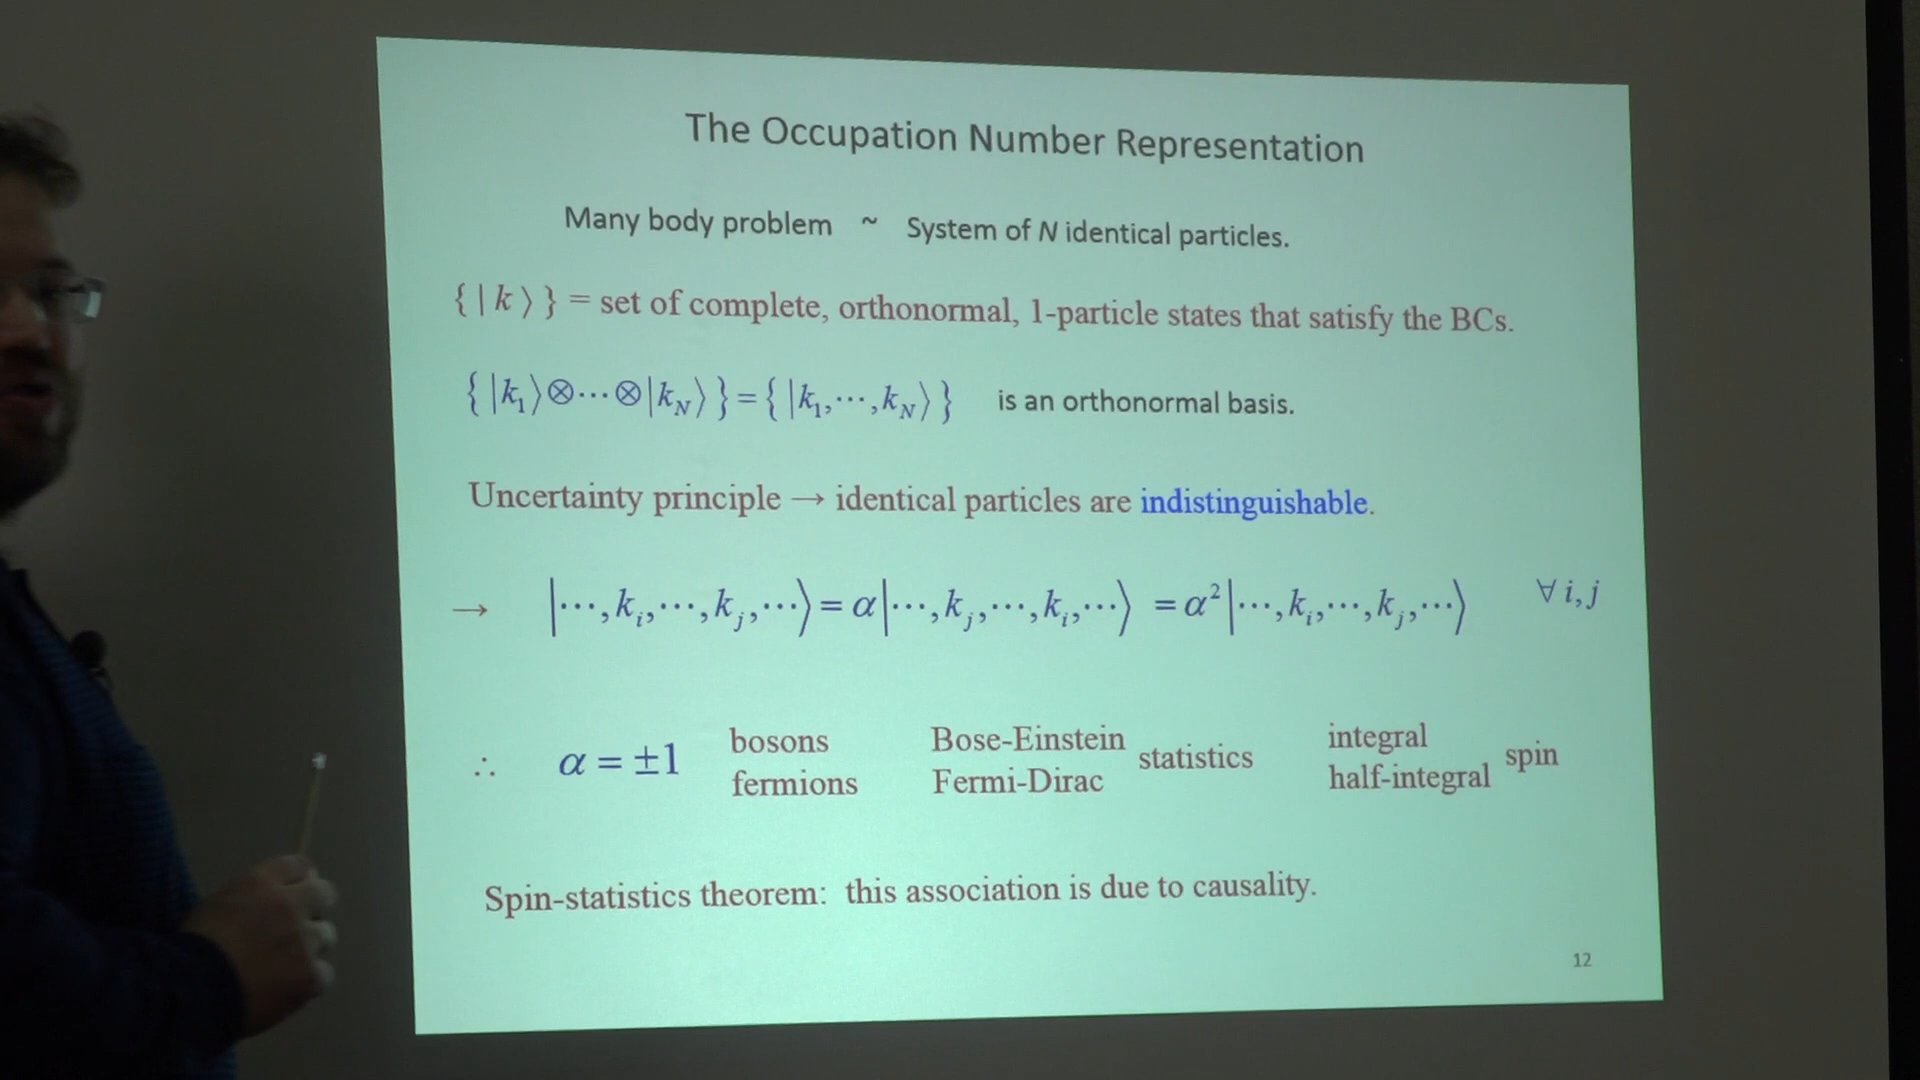 The Occupation Number Representation
Many body problem ~ System of N identical particles.
{ | k ⟩ } = set of complete, orthonormal, 1-particle states that satisfy the BCs.
{ |k₁⟩⊗⋯⊗|k_N⟩ } = { |k₁,⋯,k_N⟩ } is an orthonormal basis.
Uncertainty principle → identical particles are indistinguishable.
→ |⋯,k_i,⋯,k_j,⋯⟩ = α|⋯,k_j,⋯,k_i,⋯⟩ = α²|⋯,k_i,⋯,k_j,⋯⟩ ∀ i,j
∴ α = ±1 bosons Bose-Einstein statistics integral spin
fermions Fermi-Dirac half-integral
Spin-statistics theorem: this association is due to causality.
12